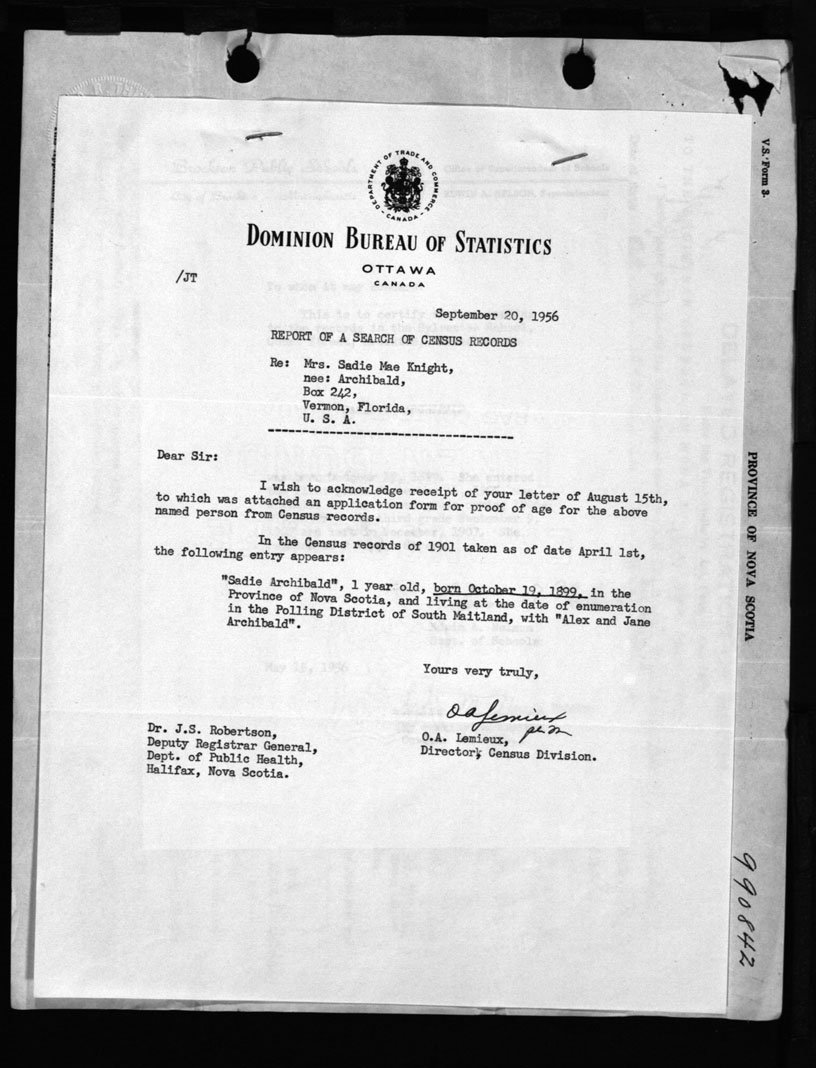 DEPARTMENT OF TRADE AND COMMERCE
- CANADA -
DOMINION BUREAU OF STATISTICS
OTTAWA
CANADA
/JT
September 20, 1956
REPORT OF A SEARCH OF CENSUS RECORDS
Re: Mrs. Sadie Mae Knight,
nee: Archibald,
Box 242,
Vermon, Florida,
U. S. A.
Dear Sir:
I wish to acknowledge receipt of your letter of August 15th,
to which was attached an application form for proof of age for the above
named person from Census records.
In the Census records of 1901 taken as of date April 1st,
the following entry appears:
"Sadie Archibald", 1 year old, born October 19, 1899, in the
Province of Nova Scotia, and living at the date of enumeration
in the Polling District of South Maitland, with "Alex and Jane
Archibald".
Yours very truly,
OALemieux
O.A. Lemieux,
Director, Census Division.
Dr. J.S. Robertson,
Deputy Registrar General,
Dept. of Public Health,
Halifax, Nova Scotia.
V.S. Form 3.
PROVINCE OF NOVA SCOTIA
990842
May 15, 1956